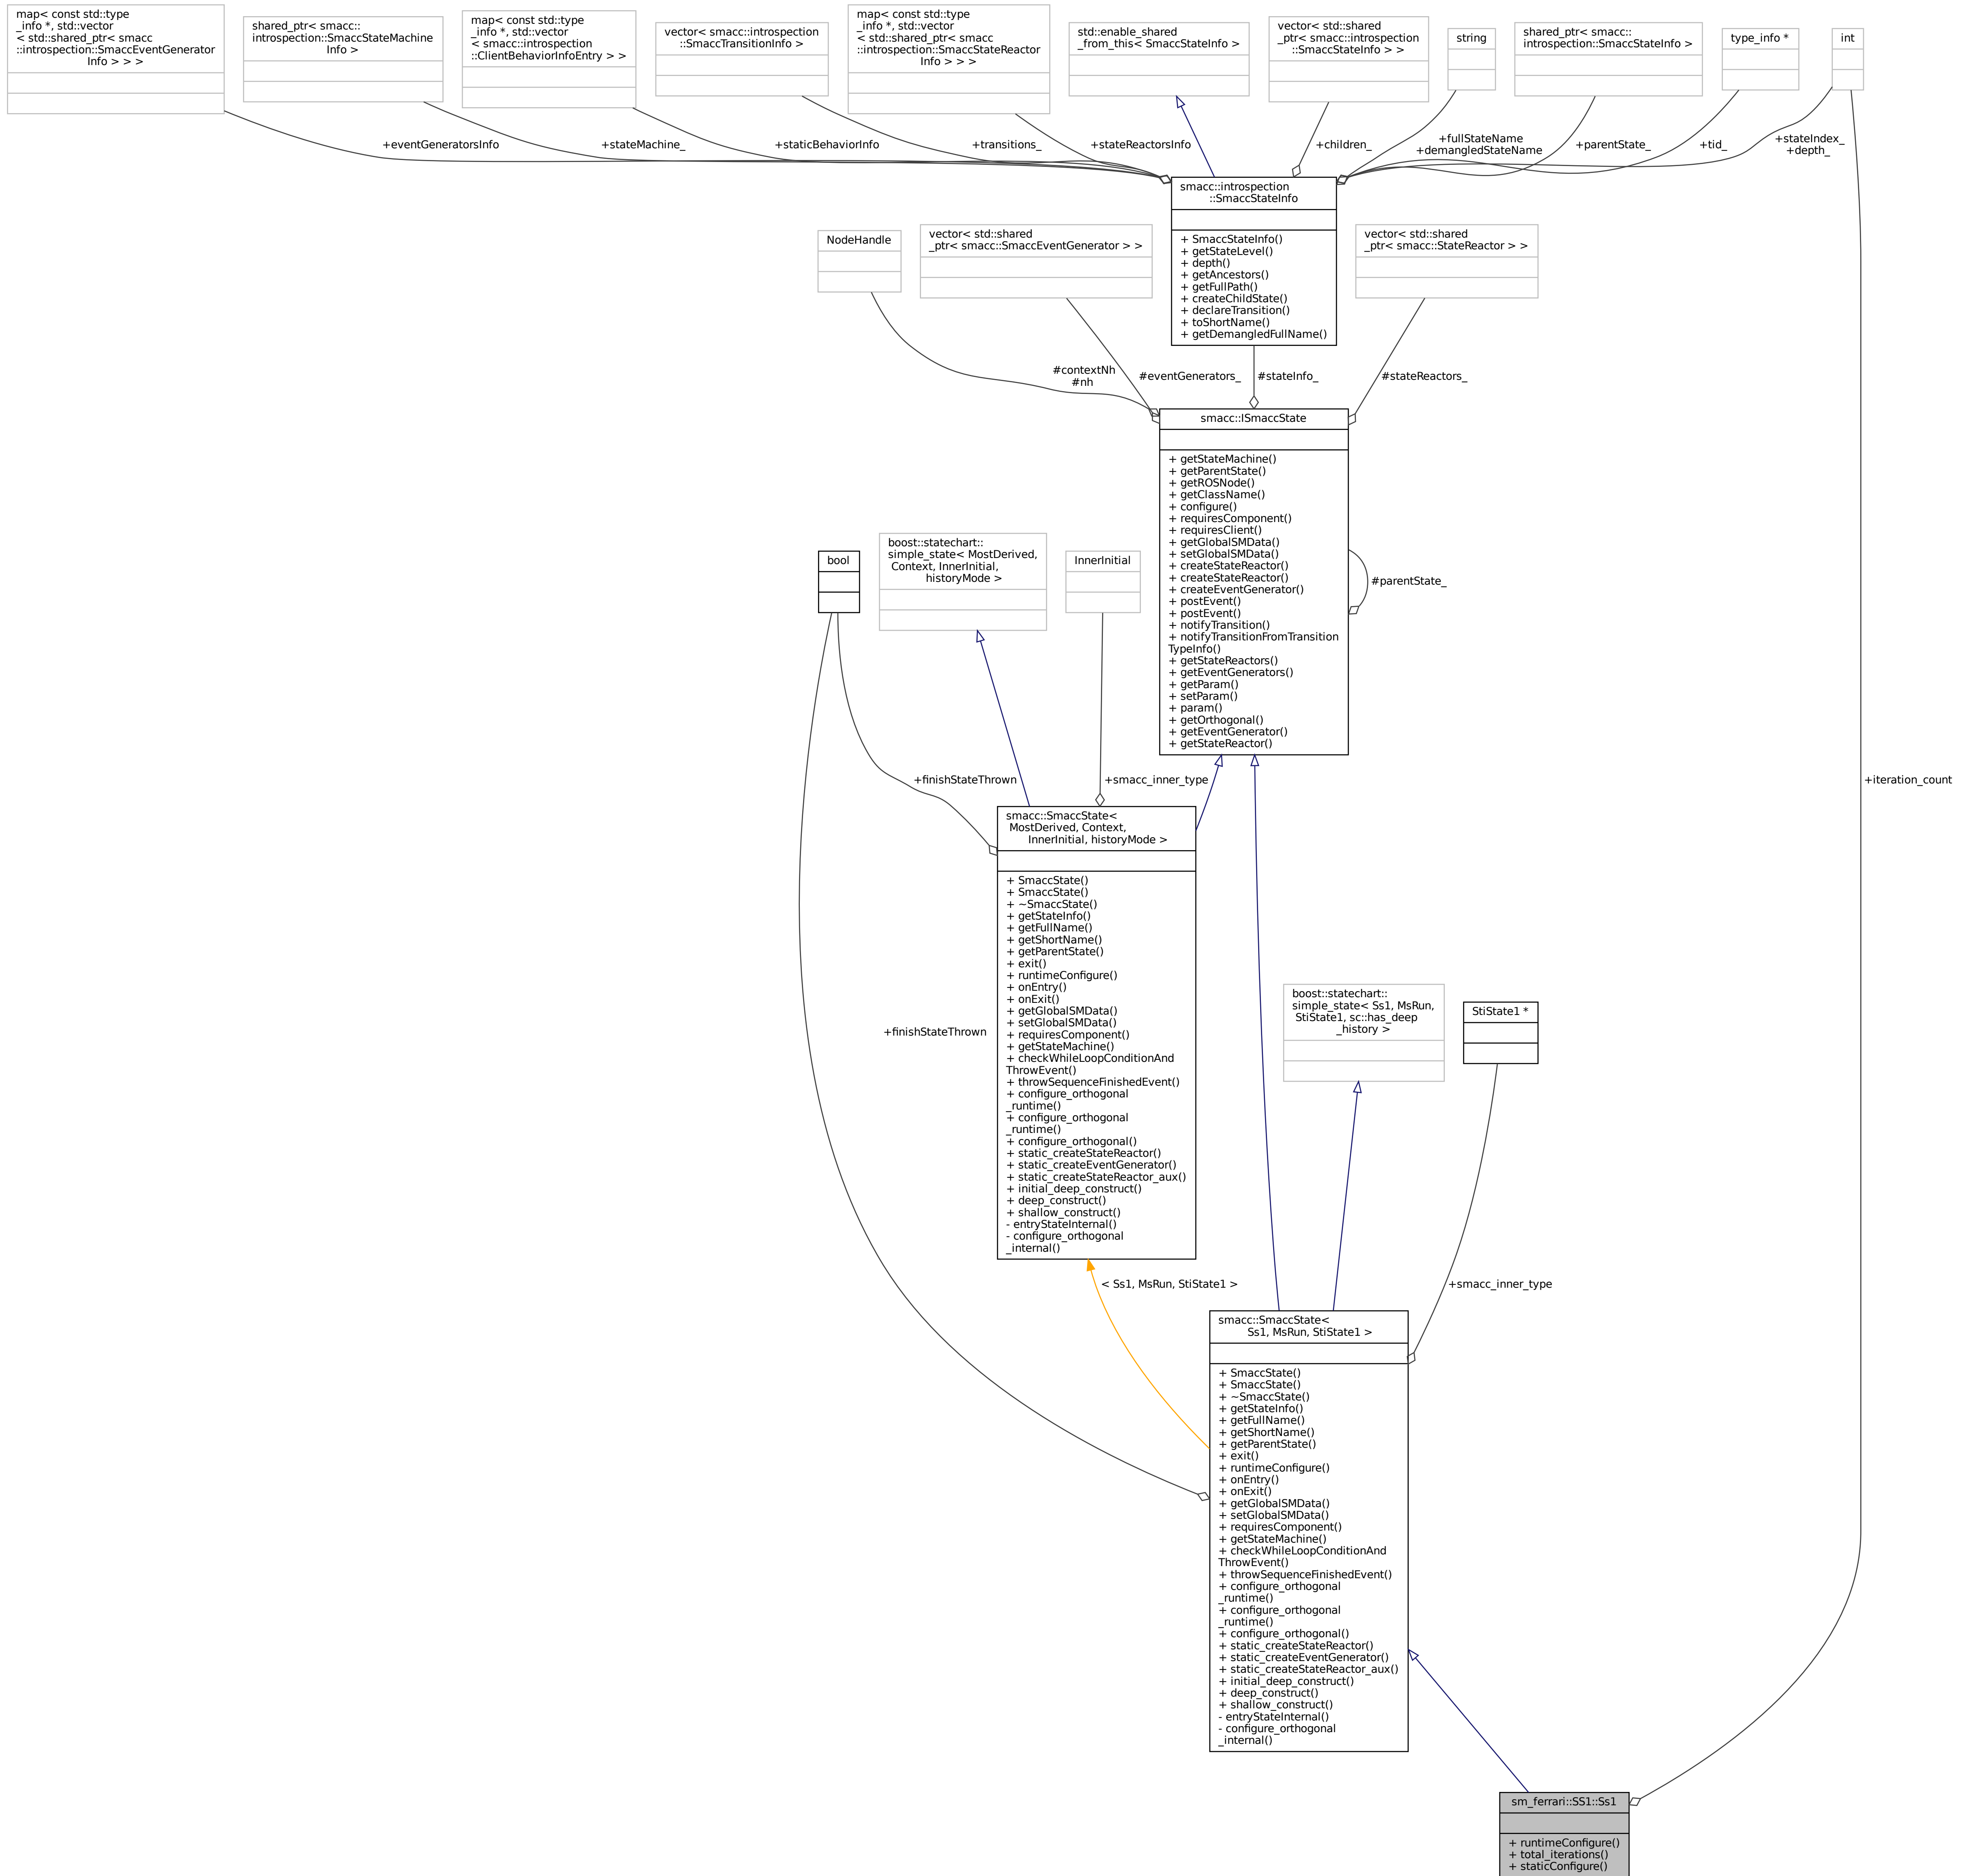 map< const std::type
_info *, std::vector
< std::shared_ptr< smacc
::introspection::SmaccEventGenerator
Info > > >
shared_ptr< smacc::
introspection::SmaccStateMachine
Info >
map< const std::type
_info *, std::vector
< smacc::introspection
::ClientBehaviorInfoEntry > >
vector< smacc::introspection
::SmaccTransitionInfo >
map< const std::type
_info *, std::vector
< std::shared_ptr< smacc
::introspection::SmaccStateReactor
Info > > >
std::enable_shared
_from_this< SmaccStateInfo >
vector< std::shared
_ptr< smacc::introspection
::SmaccStateInfo > >
string
shared_ptr< smacc::
introspection::SmaccStateInfo >
type_info *
int
+eventGeneratorsInfo
+stateMachine_
+staticBehaviorInfo
+transitions_
+stateReactorsInfo
+children_
+fullStateName
+demangledStateName
+parentState_
+tid_
+stateIndex_
+depth_
smacc::introspection
::SmaccStateInfo
+ SmaccStateInfo()
+ getStateLevel()
+ depth()
+ getAncestors()
+ getFullPath()
+ createChildState()
+ declareTransition()
+ toShortName()
+ getDemangledFullName()
NodeHandle
vector< std::shared
_ptr< smacc::SmaccEventGenerator > >
vector< std::shared
_ptr< smacc::StateReactor > >
#contextNh
#nh
#eventGenerators_
#stateInfo_
#stateReactors_
smacc::ISmaccState
+ getStateMachine()
+ getParentState()
+ getROSNode()
+ getClassName()
+ configure()
+ requiresComponent()
+ requiresClient()
+ getGlobalSMData()
+ setGlobalSMData()
+ createStateReactor()
+ createStateReactor()
+ createEventGenerator()
+ postEvent()
+ postEvent()
+ notifyTransition()
+ notifyTransitionFromTransition
TypeInfo()
+ getStateReactors()
+ getEventGenerators()
+ getParam()
+ setParam()
+ param()
+ getOrthogonal()
+ getEventGenerator()
+ getStateReactor()
#parentState_
bool
boost::statechart::
simple_state< MostDerived,
Context, InnerInitial,
historyMode >
InnerInitial
+finishStateThrown
+smacc_inner_type
+iteration_count
smacc::SmaccState<
MostDerived, Context,
InnerInitial, historyMode >
+ SmaccState()
+ SmaccState()
+ ~SmaccState()
+ getStateInfo()
+ getFullName()
+ getShortName()
+ getParentState()
+ exit()
+ runtimeConfigure()
+ onEntry()
+ onExit()
+ getGlobalSMData()
+ setGlobalSMData()
+ requiresComponent()
+ getStateMachine()
+ checkWhileLoopConditionAnd
ThrowEvent()
+ throwSequenceFinishedEvent()
+ configure_orthogonal
_runtime()
+ configure_orthogonal
_runtime()
+ configure_orthogonal()
+ static_createStateReactor()
+ static_createEventGenerator()
+ static_createStateReactor_aux()
+ initial_deep_construct()
+ deep_construct()
+ shallow_construct()
- entryStateInternal()
- configure_orthogonal
_internal()
+finishStateThrown
boost::statechart::
simple_state< Ss1, MsRun,
StiState1, sc::has_deep
_history >
StiState1 *
< Ss1, MsRun, StiState1 >
+smacc_inner_type
smacc::SmaccState<
Ss1, MsRun, StiState1 >
+ SmaccState()
+ SmaccState()
+ ~SmaccState()
+ getStateInfo()
+ getFullName()
+ getShortName()
+ getParentState()
+ exit()
+ runtimeConfigure()
+ onEntry()
+ onExit()
+ getGlobalSMData()
+ setGlobalSMData()
+ requiresComponent()
+ getStateMachine()
+ checkWhileLoopConditionAnd
ThrowEvent()
+ throwSequenceFinishedEvent()
+ configure_orthogonal
_runtime()
+ configure_orthogonal
_runtime()
+ configure_orthogonal()
+ static_createStateReactor()
+ static_createEventGenerator()
+ static_createStateReactor_aux()
+ initial_deep_construct()
+ deep_construct()
+ shallow_construct()
- entryStateInternal()
- configure_orthogonal
_internal()
sm_ferrari::SS1::Ss1
+ runtimeConfigure()
+ total_iterations()
+ staticConfigure()